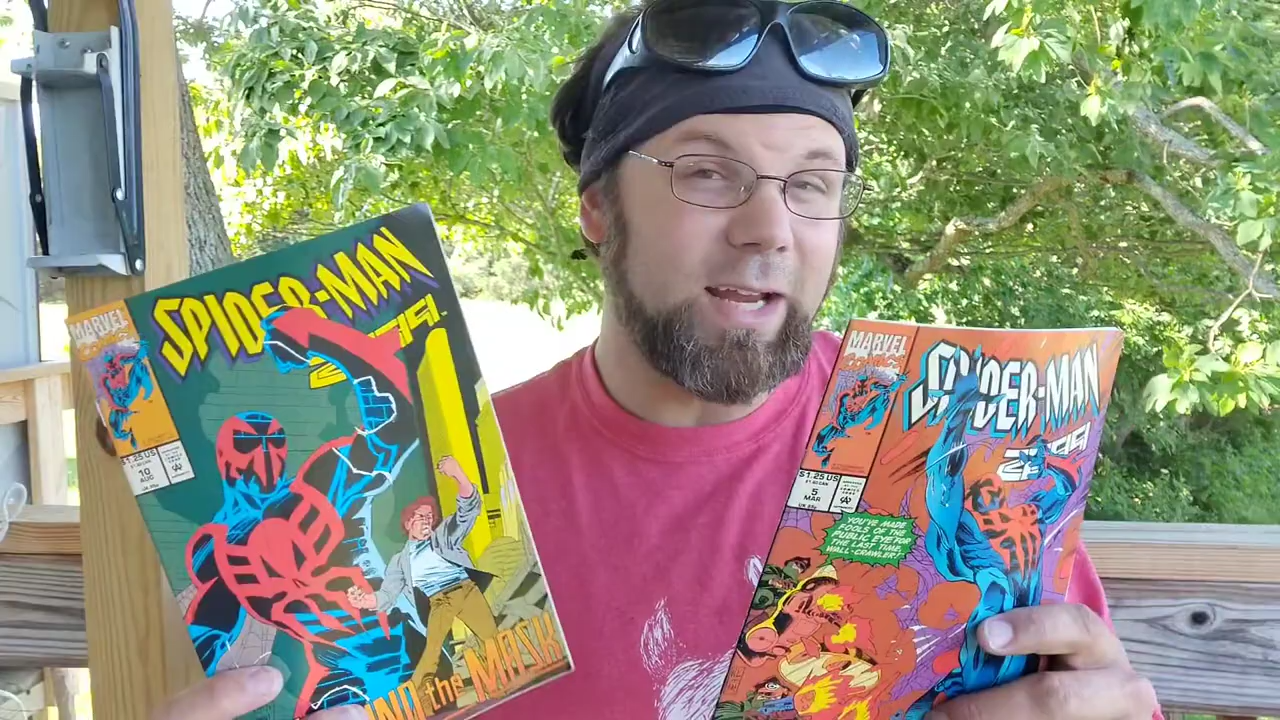 SPIDER-MAN
2099
MARVEL
COMICS
$1.25 US
10
AUG
the MASK
MARVEL
COMICS
$1.25 US
5
MAR
SPIDER-MAN
2099
YOU'VE MADE
FOOLS OF THE
PUBLIC EYE FOR
THE LAST TIME,
WALL-CRAWLER!